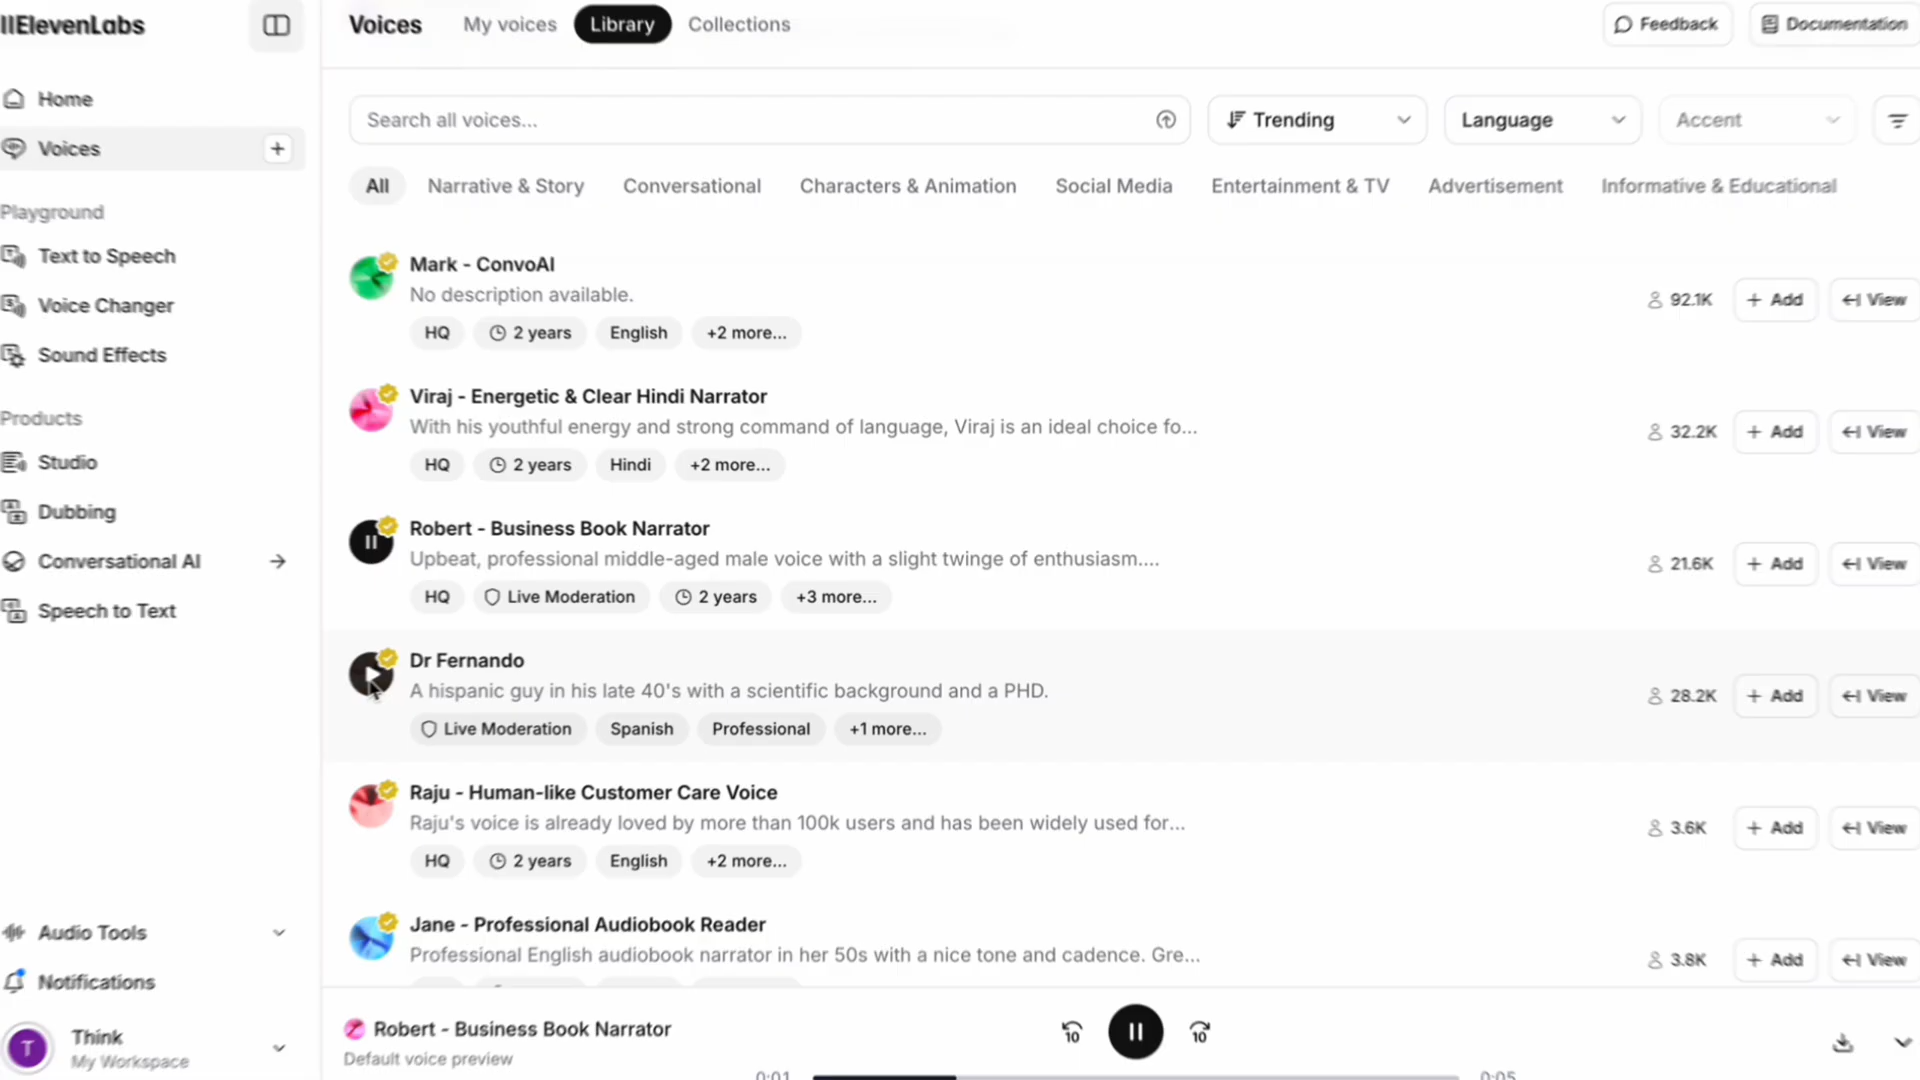 IIElevenLabs
Voices
My voices
Library
Collections
Feedback
Documentation
Home
Voices
+
Playground
Text to Speech
Voice Changer
Sound Effects
Products
Studio
Dubbing
Conversational AI
Speech to Text
Audio Tools
Notifications
T
Think
My Workspace
Search all voices...
Trending
Language
Accent
All
Narrative & Story
Conversational
Characters & Animation
Social Media
Entertainment & TV
Advertisement
Informative & Educational
Mark - ConvoAI
No description available.
HQ
2 years
English
+2 more...
92.1K
+ Add
View
Viraj - Energetic & Clear Hindi Narrator
With his youthful energy and strong command of language, Viraj is an ideal choice fo...
HQ
2 years
Hindi
+2 more...
32.2K
+ Add
View
Robert - Business Book Narrator
Upbeat, professional middle-aged male voice with a slight twinge of enthusiasm....
HQ
Live Moderation
2 years
+3 more...
21.6K
+ Add
View
Dr Fernando
A hispanic guy in his late 40's with a scientific background and a PHD.
Live Moderation
Spanish
Professional
+1 more...
28.2K
+ Add
View
Raju - Human-like Customer Care Voice
Raju's voice is already loved by more than 100k users and has been widely used for...
HQ
2 years
English
+2 more...
3.6K
+ Add
View
Jane - Professional Audiobook Reader
Professional English audiobook narrator in her 50s with a nice tone and cadence. Gre...
3.8K
+ Add
View
Robert - Business Book Narrator
Default voice preview
10
10
0:01
0:05